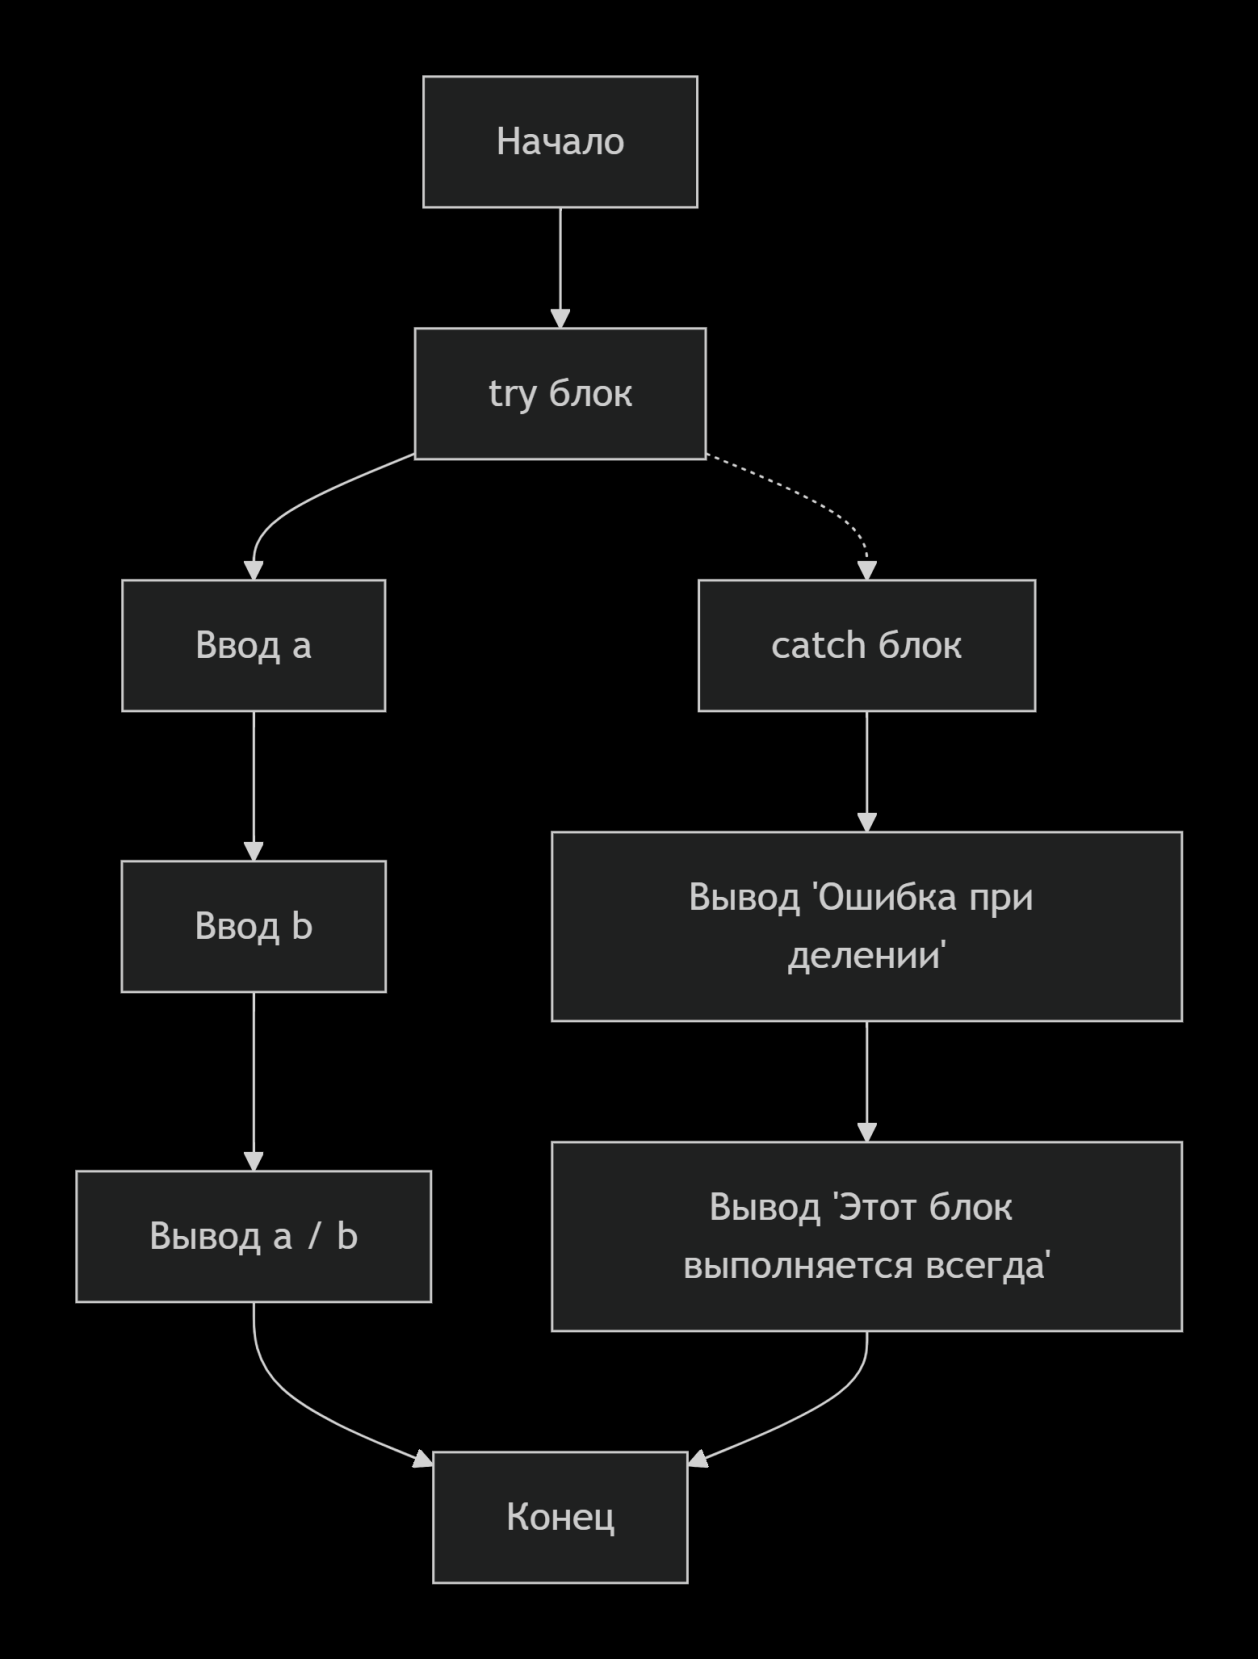 Начало
try блок
Ввод a
catch блок
Ввод b
Вывод 'Ошибка при
делении'
Вывод a / b
Вывод 'Этот блок
выполняется всегда'
Конец